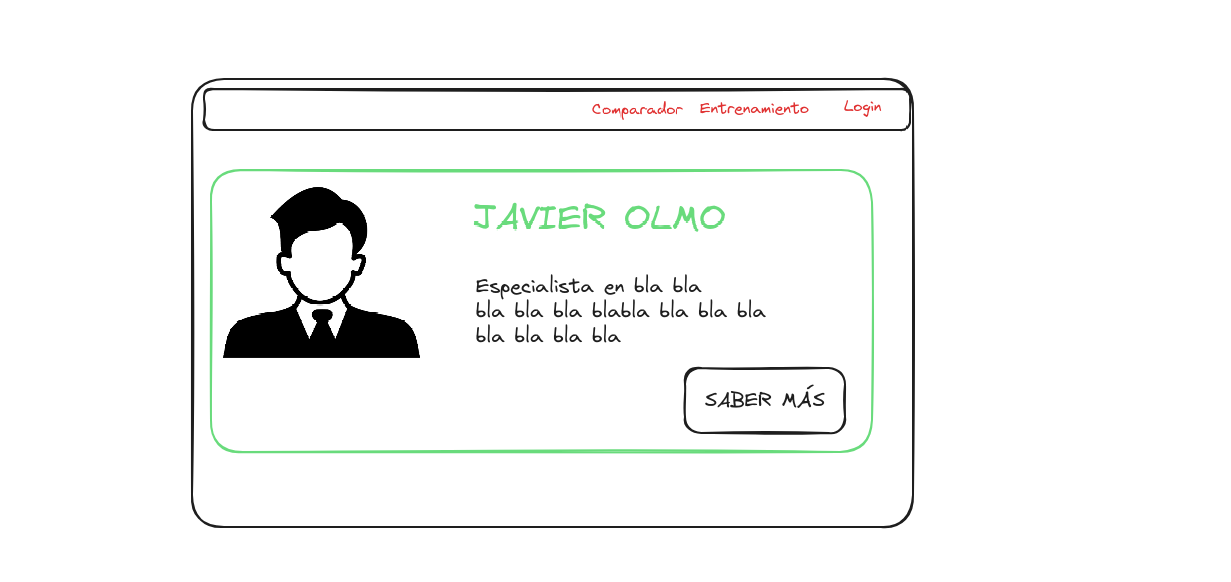 Comparador Entrenamiento Login
JAVIER OLMO
Especialista en bla bla
bla bla bla blabla bla bla bla
bla bla bla bla
SABER MÁS